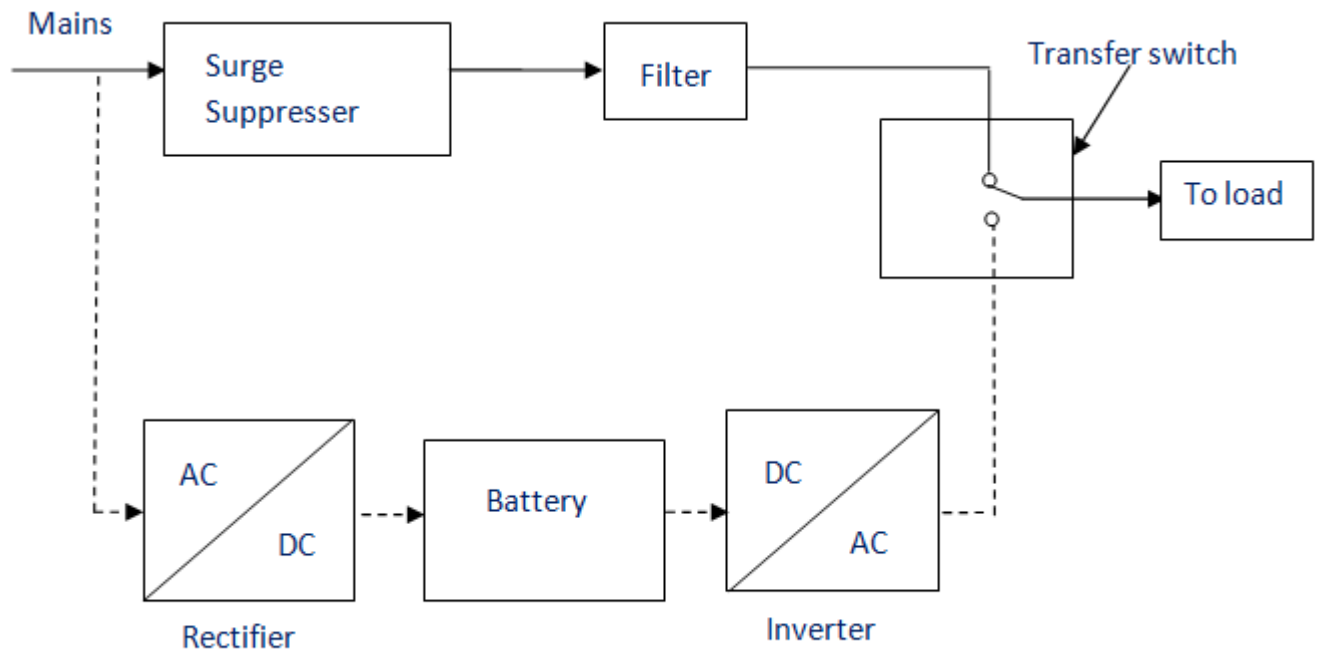 Mains
Surge
Suppresser
Filter
Transfer switch
To load
AC
DC
Battery
DC
AC
Rectifier
Inverter